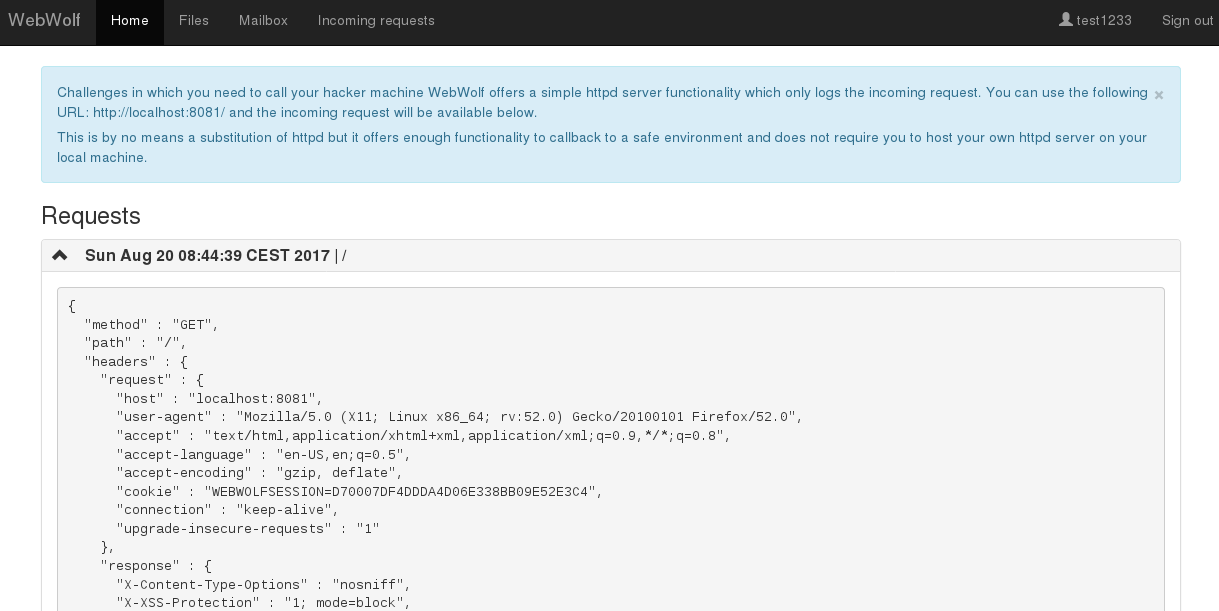 WebWolf Home Files Mailbox Incoming requests test1233 Sign out
Challenges in which you need to call your hacker machine WebWolf offers a simple httpd server functionality which only logs the incoming request. You can use the following ×
URL: http://localhost:8081/ and the incoming request will be available below.
This is by no means a substitution of httpd but it offers enough functionality to callback to a safe environment and does not require you to host your own httpd server on your
local machine.
Requests
Sun Aug 20 08:44:39 CEST 2017 | /
{
  "method" : "GET",
  "path" : "/",
  "headers" : {
    "request" : {
      "host" : "localhost:8081",
      "user-agent" : "Mozilla/5.0 (X11; Linux x86_64; rv:52.0) Gecko/20100101 Firefox/52.0",
      "accept" : "text/html,application/xhtml+xml,application/xml;q=0.9,*/*;q=0.8",
      "accept-language" : "en-US,en;q=0.5",
      "accept-encoding" : "gzip, deflate",
      "cookie" : "WEBWOLFSESSION=D70007DF4DDDA4D06E338BB09E52E3C4",
      "connection" : "keep-alive",
      "upgrade-insecure-requests" : "1"
    },
    "response" : {
      "X-Content-Type-Options" : "nosniff",
      "X-XSS-Protection" : "1; mode=block",